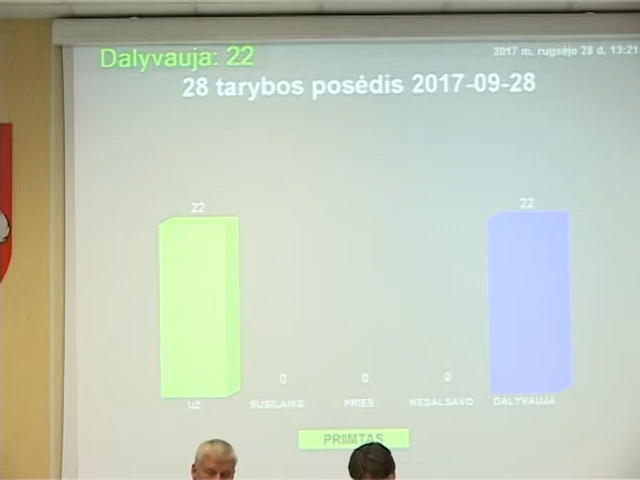 Dalyvauja: 22
2017 m. rugsėjo 28 d, 13:21
28 tarybos posėdis 2017-09-28
22 0 0 0 22
UŽ SUSILAIKĖ PRIEŠ NEBALSAVO DALYVAUJA
PRIIMTAS